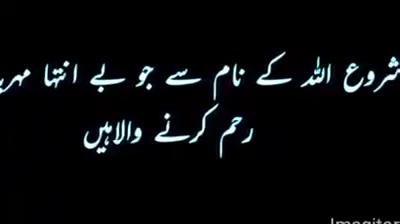 شروع اللہ کے نام سے جو بے انتہا
رحم کرنے والاہیں